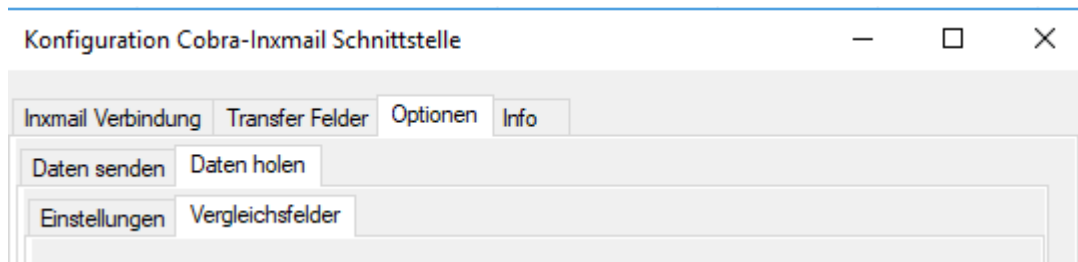 Konfiguration Cobra-Inxmail Schnittstelle
Inxmail Verbindung Transfer Felder Optionen Info
Daten senden Daten holen
Einstellungen Vergleichsfelder